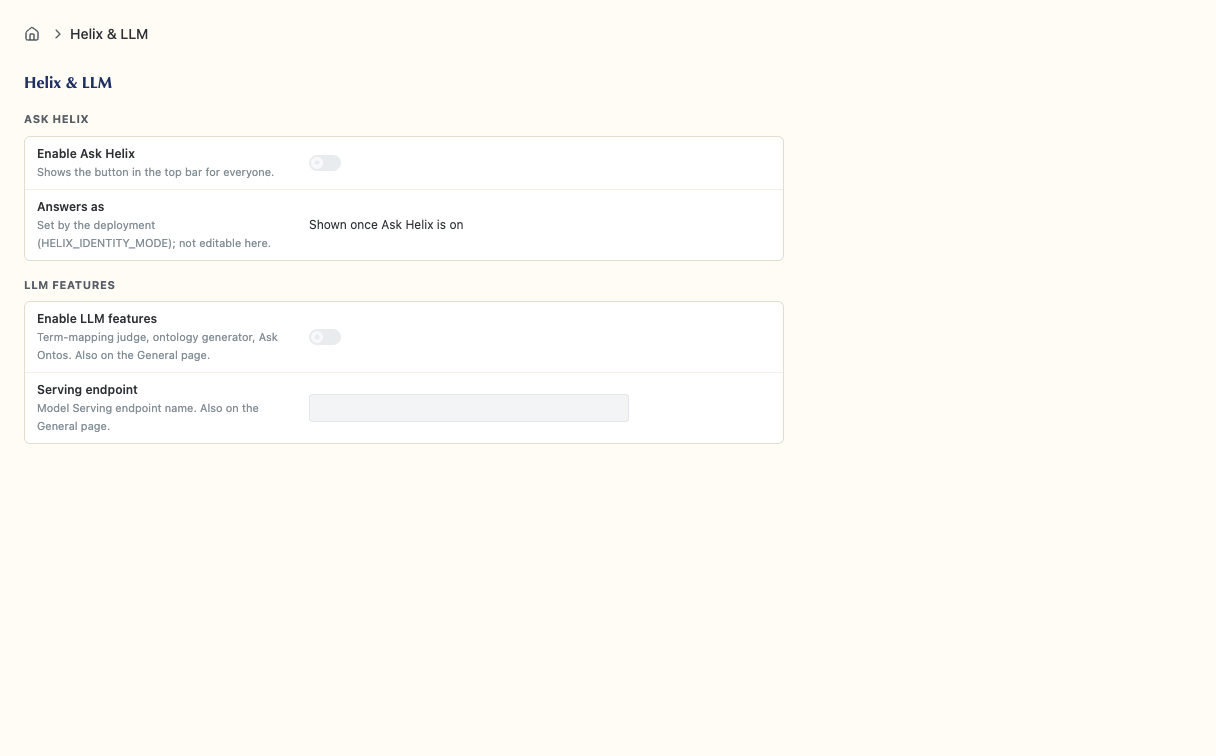 Helix & LLM
Helix & LLM
ASK HELIX
Enable Ask Helix
Shows the button in the top bar for everyone.
Answers as
Set by the deployment
(HELIX_IDENTITY_MODE); not editable here.
Shown once Ask Helix is on
LLM FEATURES
Enable LLM features
Term-mapping judge, ontology generator, Ask
Ontos. Also on the General page.
Serving endpoint
Model Serving endpoint name. Also on the
General page.